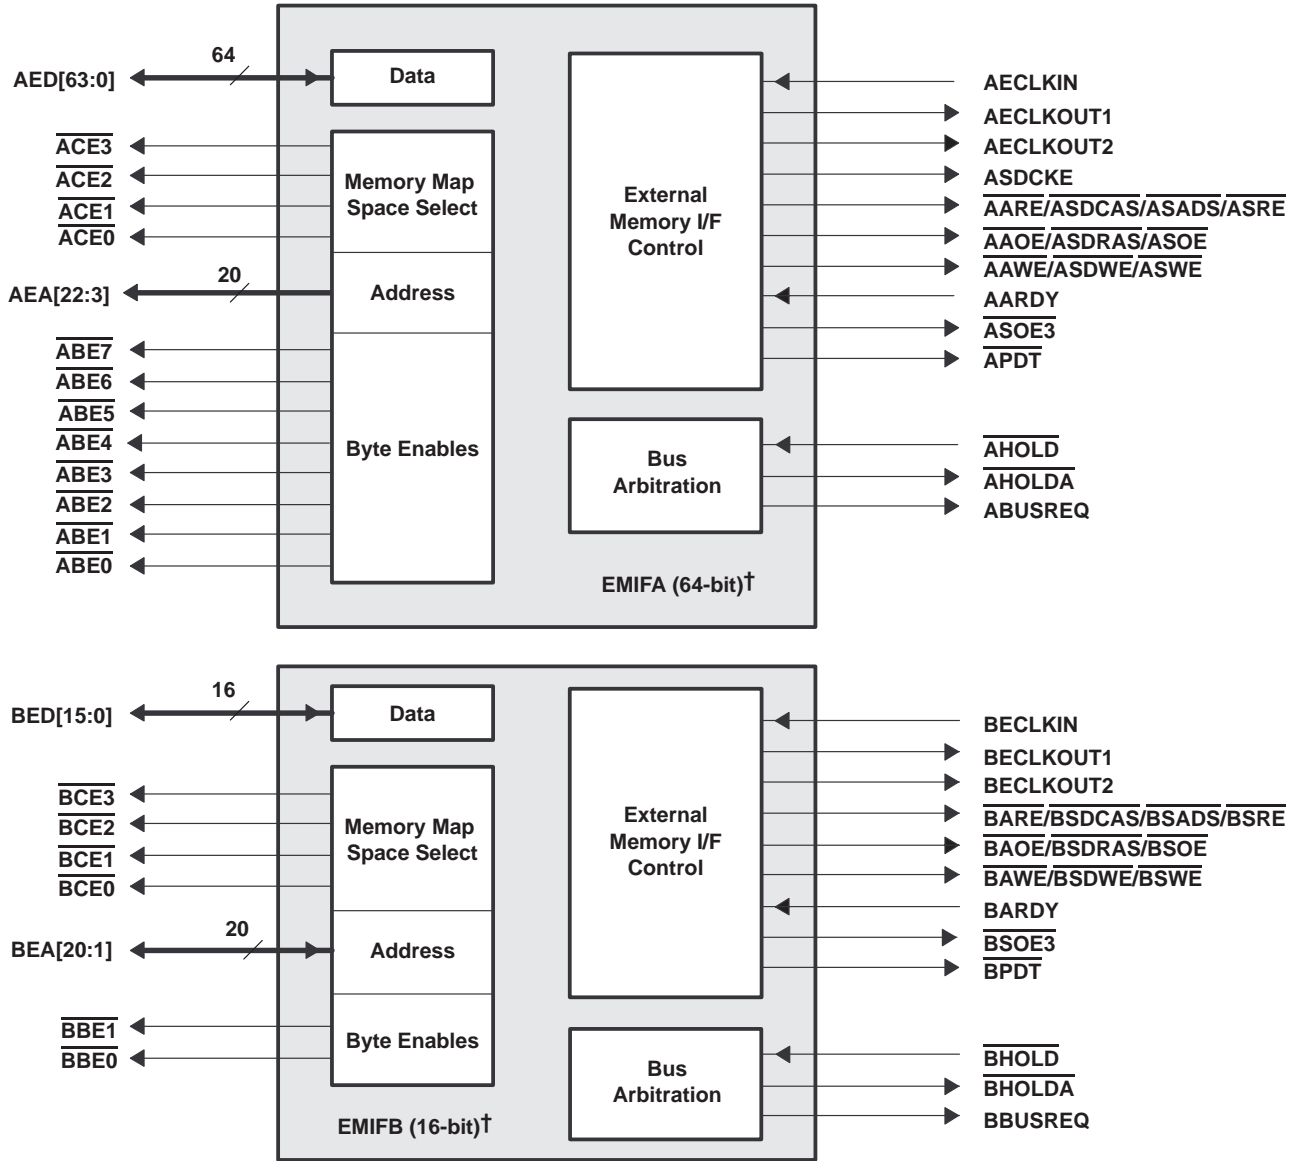 64
AED[63:0]
Data
ACE3
ACE2
ACE1
ACE0
Memory Map
Space Select
20
AEA[22:3]
Address
ABE7
ABE6
ABE5
ABE4
ABE3
ABE2
ABE1
ABE0
Byte Enables
External
Memory I/F
Control
AECLKIN
AECLKOUT1
AECLKOUT2
ASDCKE
AARE/ASDCAS/ASADS/ASRE
AAOE/ASDRAS/ASOE
AAWE/ASDWE/ASWE
AARDY
ASOE3
APDT
Bus
Arbitration
AHOLD
AHOLDA
ABUSREQ
EMIFA (64-bit)†
16
BED[15:0]
Data
BCE3
BCE2
BCE1
BCE0
Memory Map
Space Select
20
BEA[20:1]
Address
BBE1
BBE0
Byte Enables
External
Memory I/F
Control
BECLKIN
BECLKOUT1
BECLKOUT2
BARE/BSDCAS/BSADS/BSRE
BAOE/BSDRAS/BSOE
BAWE/BSDWE/BSWE
BARDY
BSOE3
BPDT
Bus
Arbitration
BHOLD
BHOLDA
BBUSREQ
EMIFB (16-bit)†